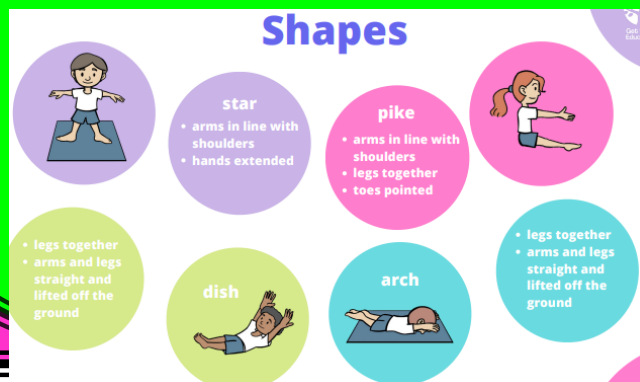 Shapes
star
• arms in line with
shoulders
• hands extended
pike
• arms in line with
shoulders
• legs together
• toes pointed
• legs together
• arms and legs
straight and
lifted off the
ground
dish
arch
• legs together
• arms and legs
straight and
lifted off the
ground